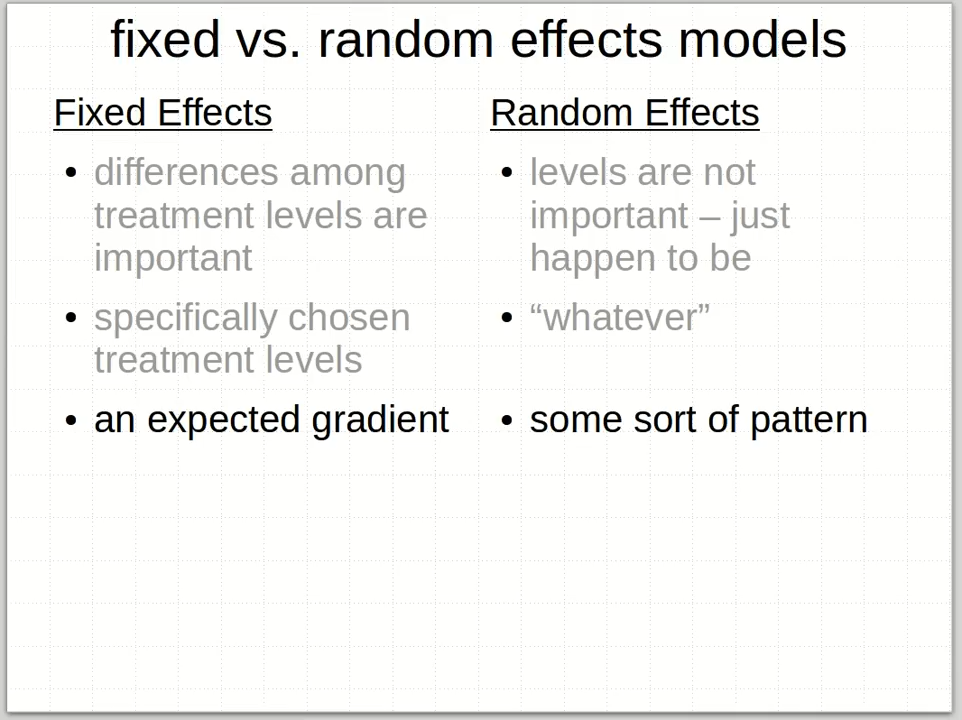 fixed vs. random effects models
Fixed Effects
• differences among
treatment levels are
important
• specifically chosen
treatment levels
• an expected gradient
Random Effects
• levels are not
important – just
happen to be
• “whatever”
• some sort of pattern